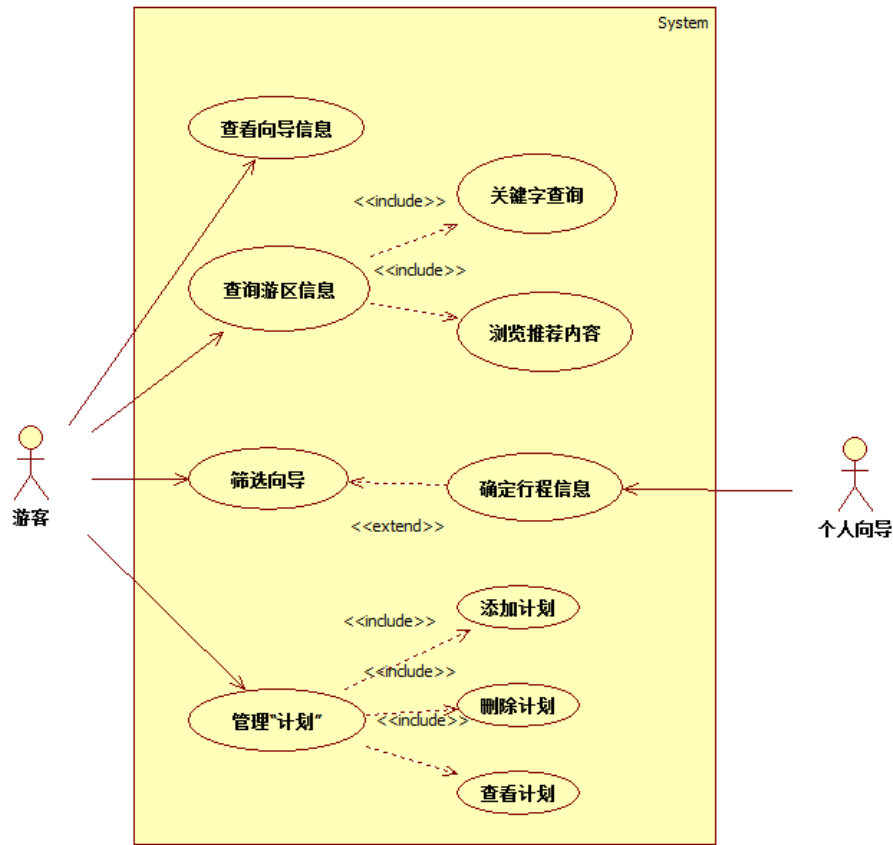 System
查看向导信息
<<include>>
关键字查询
<<include>>
查询游区信息
浏览推荐内容
筛选向导
确定行程信息
<<extend>>
游客
个人向导
<<include>>
添加计划
<<include>>
删除计划
<<include>>
管理“计划”
查看计划